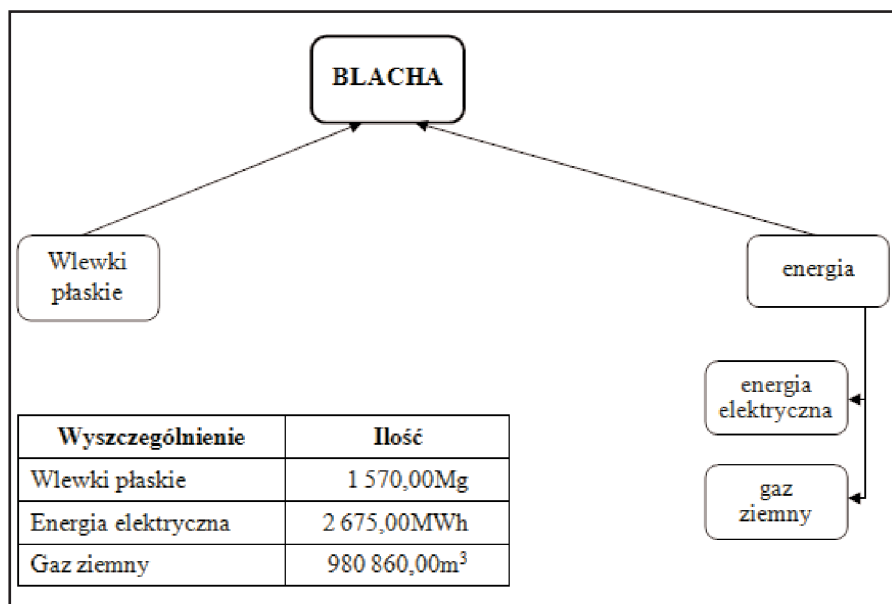 BLACHA
Wlewki
płaskie
energia
energia
elektryczna
gaz
ziemny
Wyszczególnienie Ilość
Wlewki płaskie 1 570,00Mg
Energia elektryczna 2 675,00MWh
Gaz ziemny 980 860,00m³